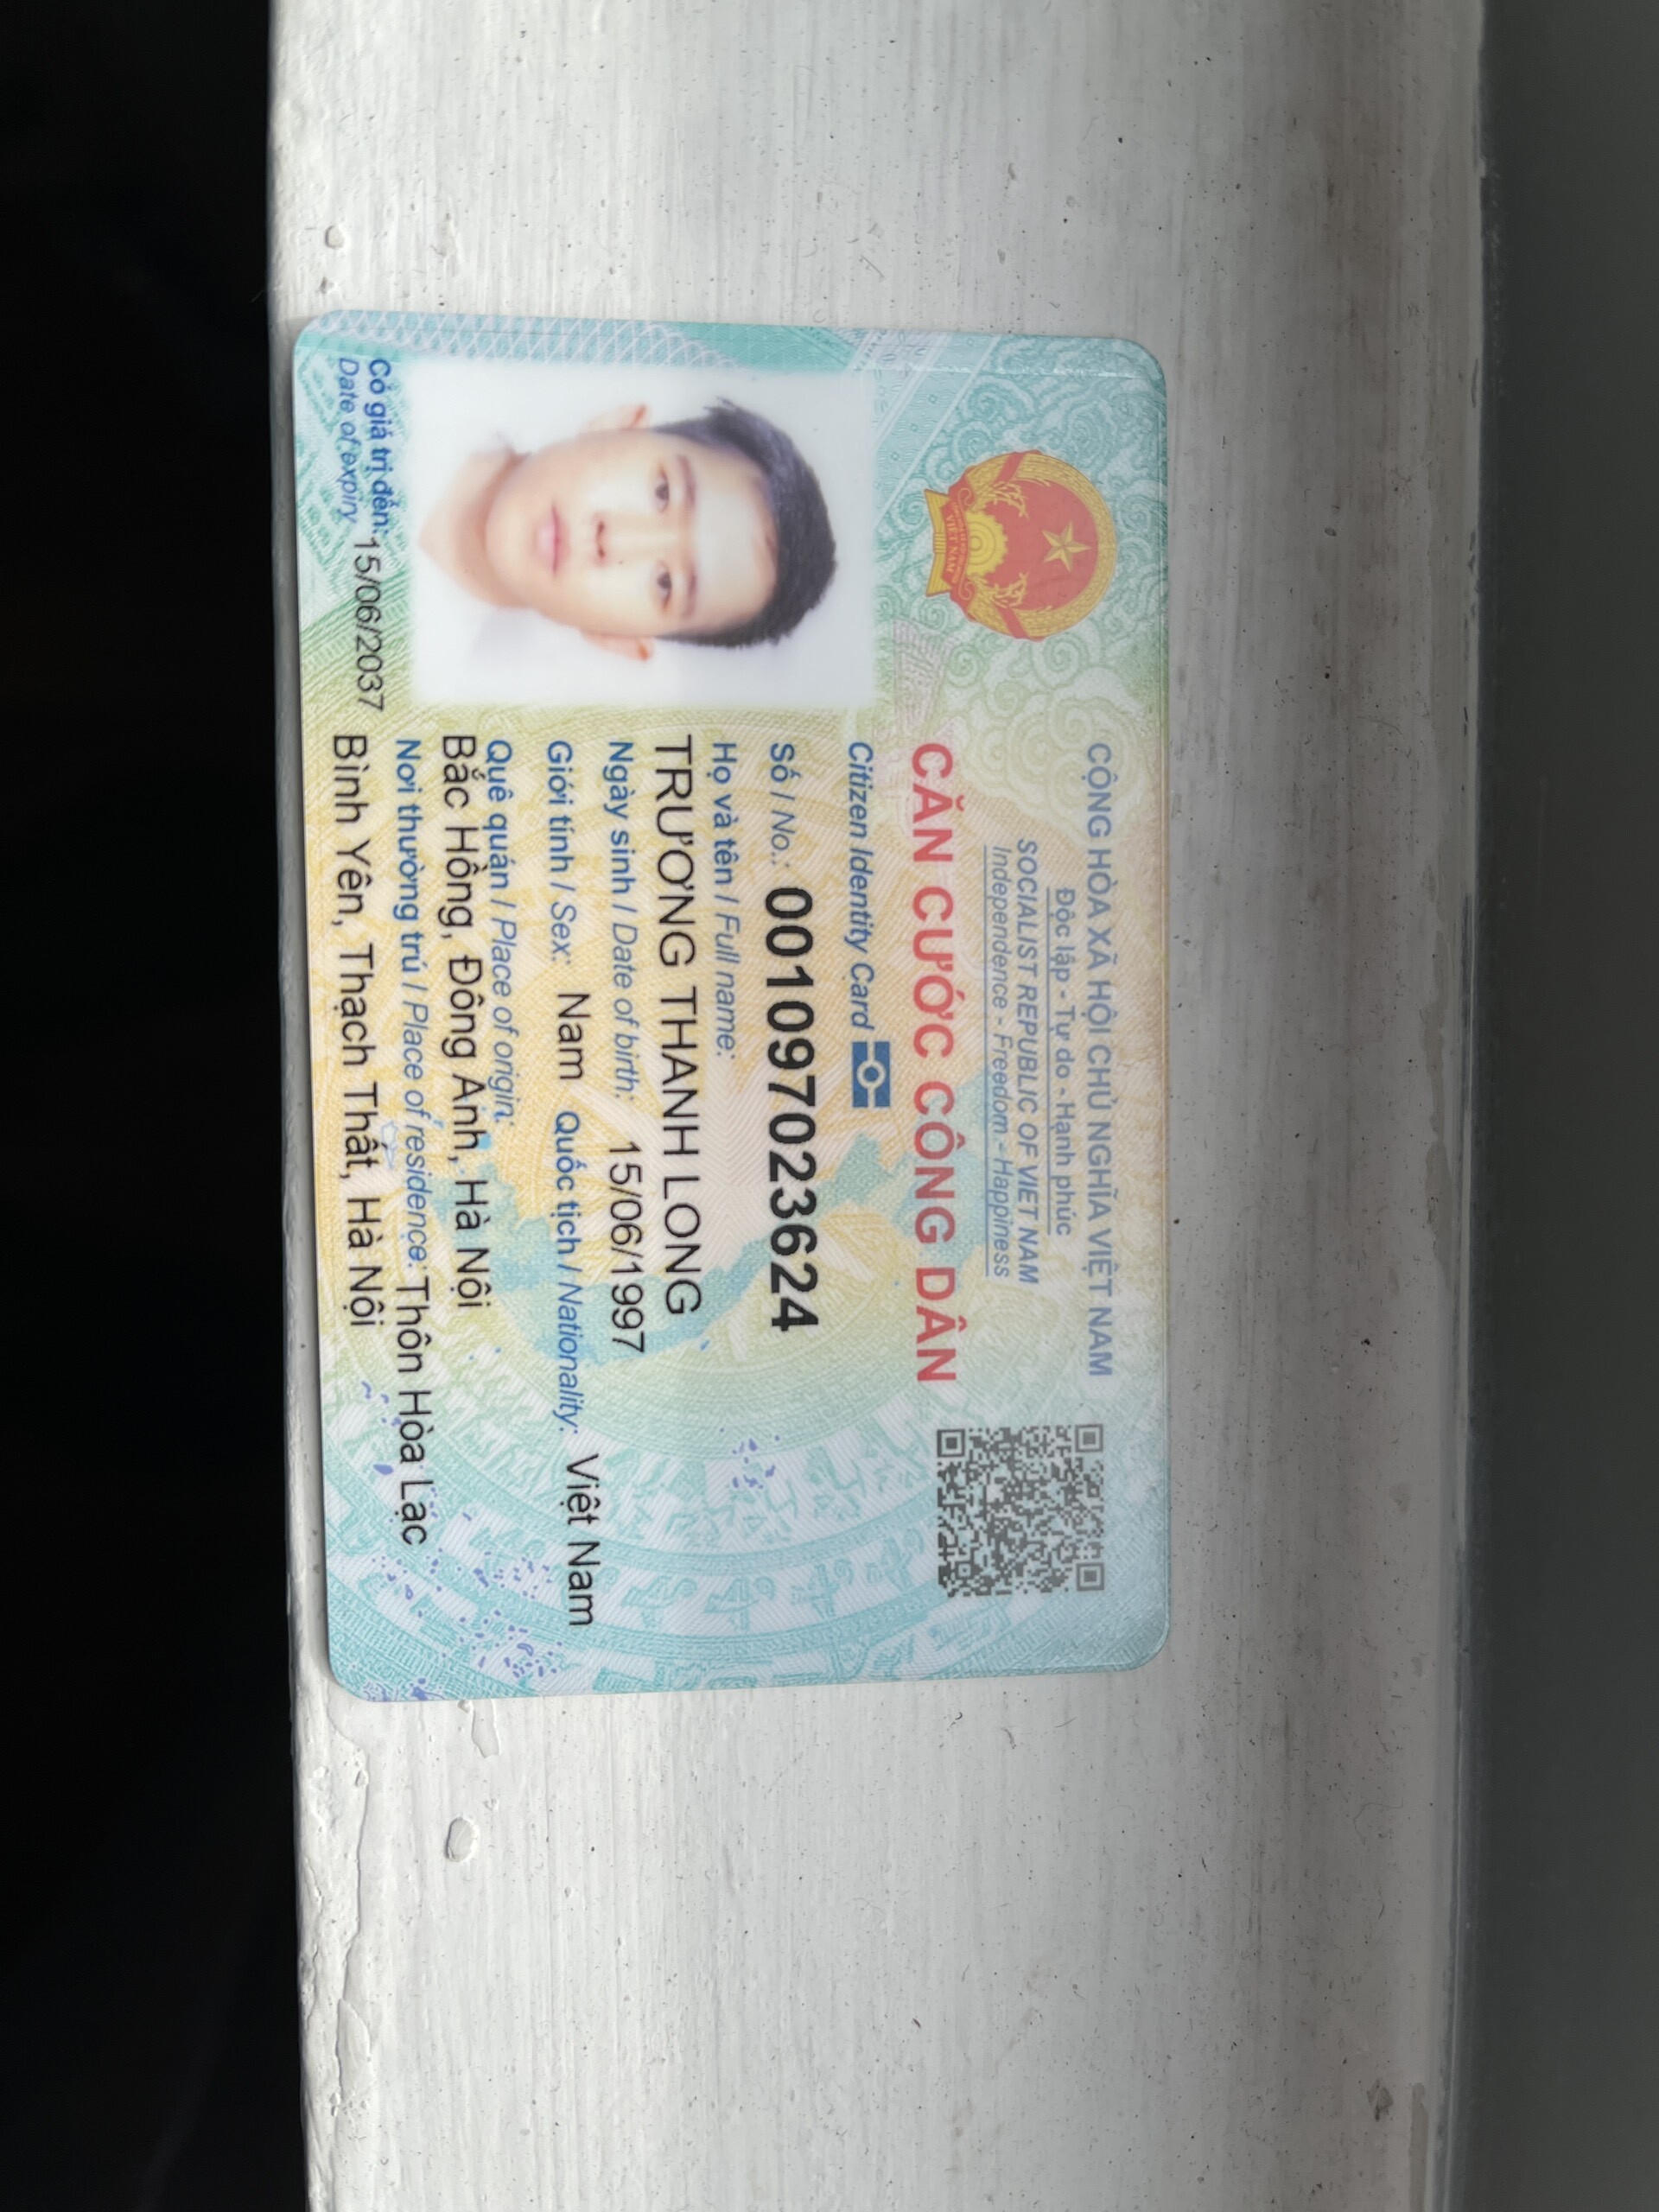 CỘNG HÒA XÃ HỘI CHỦ NGHĨA VIỆT NAM
Độc lập - Tự do - Hạnh phúc
SOCIALIST REPUBLIC OF VIET NAM
Independence - Freedom - Happiness
CĂN CƯỚC CÔNG DÂN
Citizen Identity Card
Số / No.: 001097023624
Họ và tên / Full name:
TRƯƠNG THANH LONG
Ngày sinh / Date of birth: 15/06/1997
Giới tính / Sex: Nam Quốc tịch / Nationality: Việt Nam
Quê quán / Place of origin:
Bắc Hồng, Đông Anh, Hà Nội
Nơi thường trú / Place of residence: Thôn Hòa Lạc
Bình Yên, Thạch Thất, Hà Nội
Có giá trị đến: 15/06/2037
Date of expiry